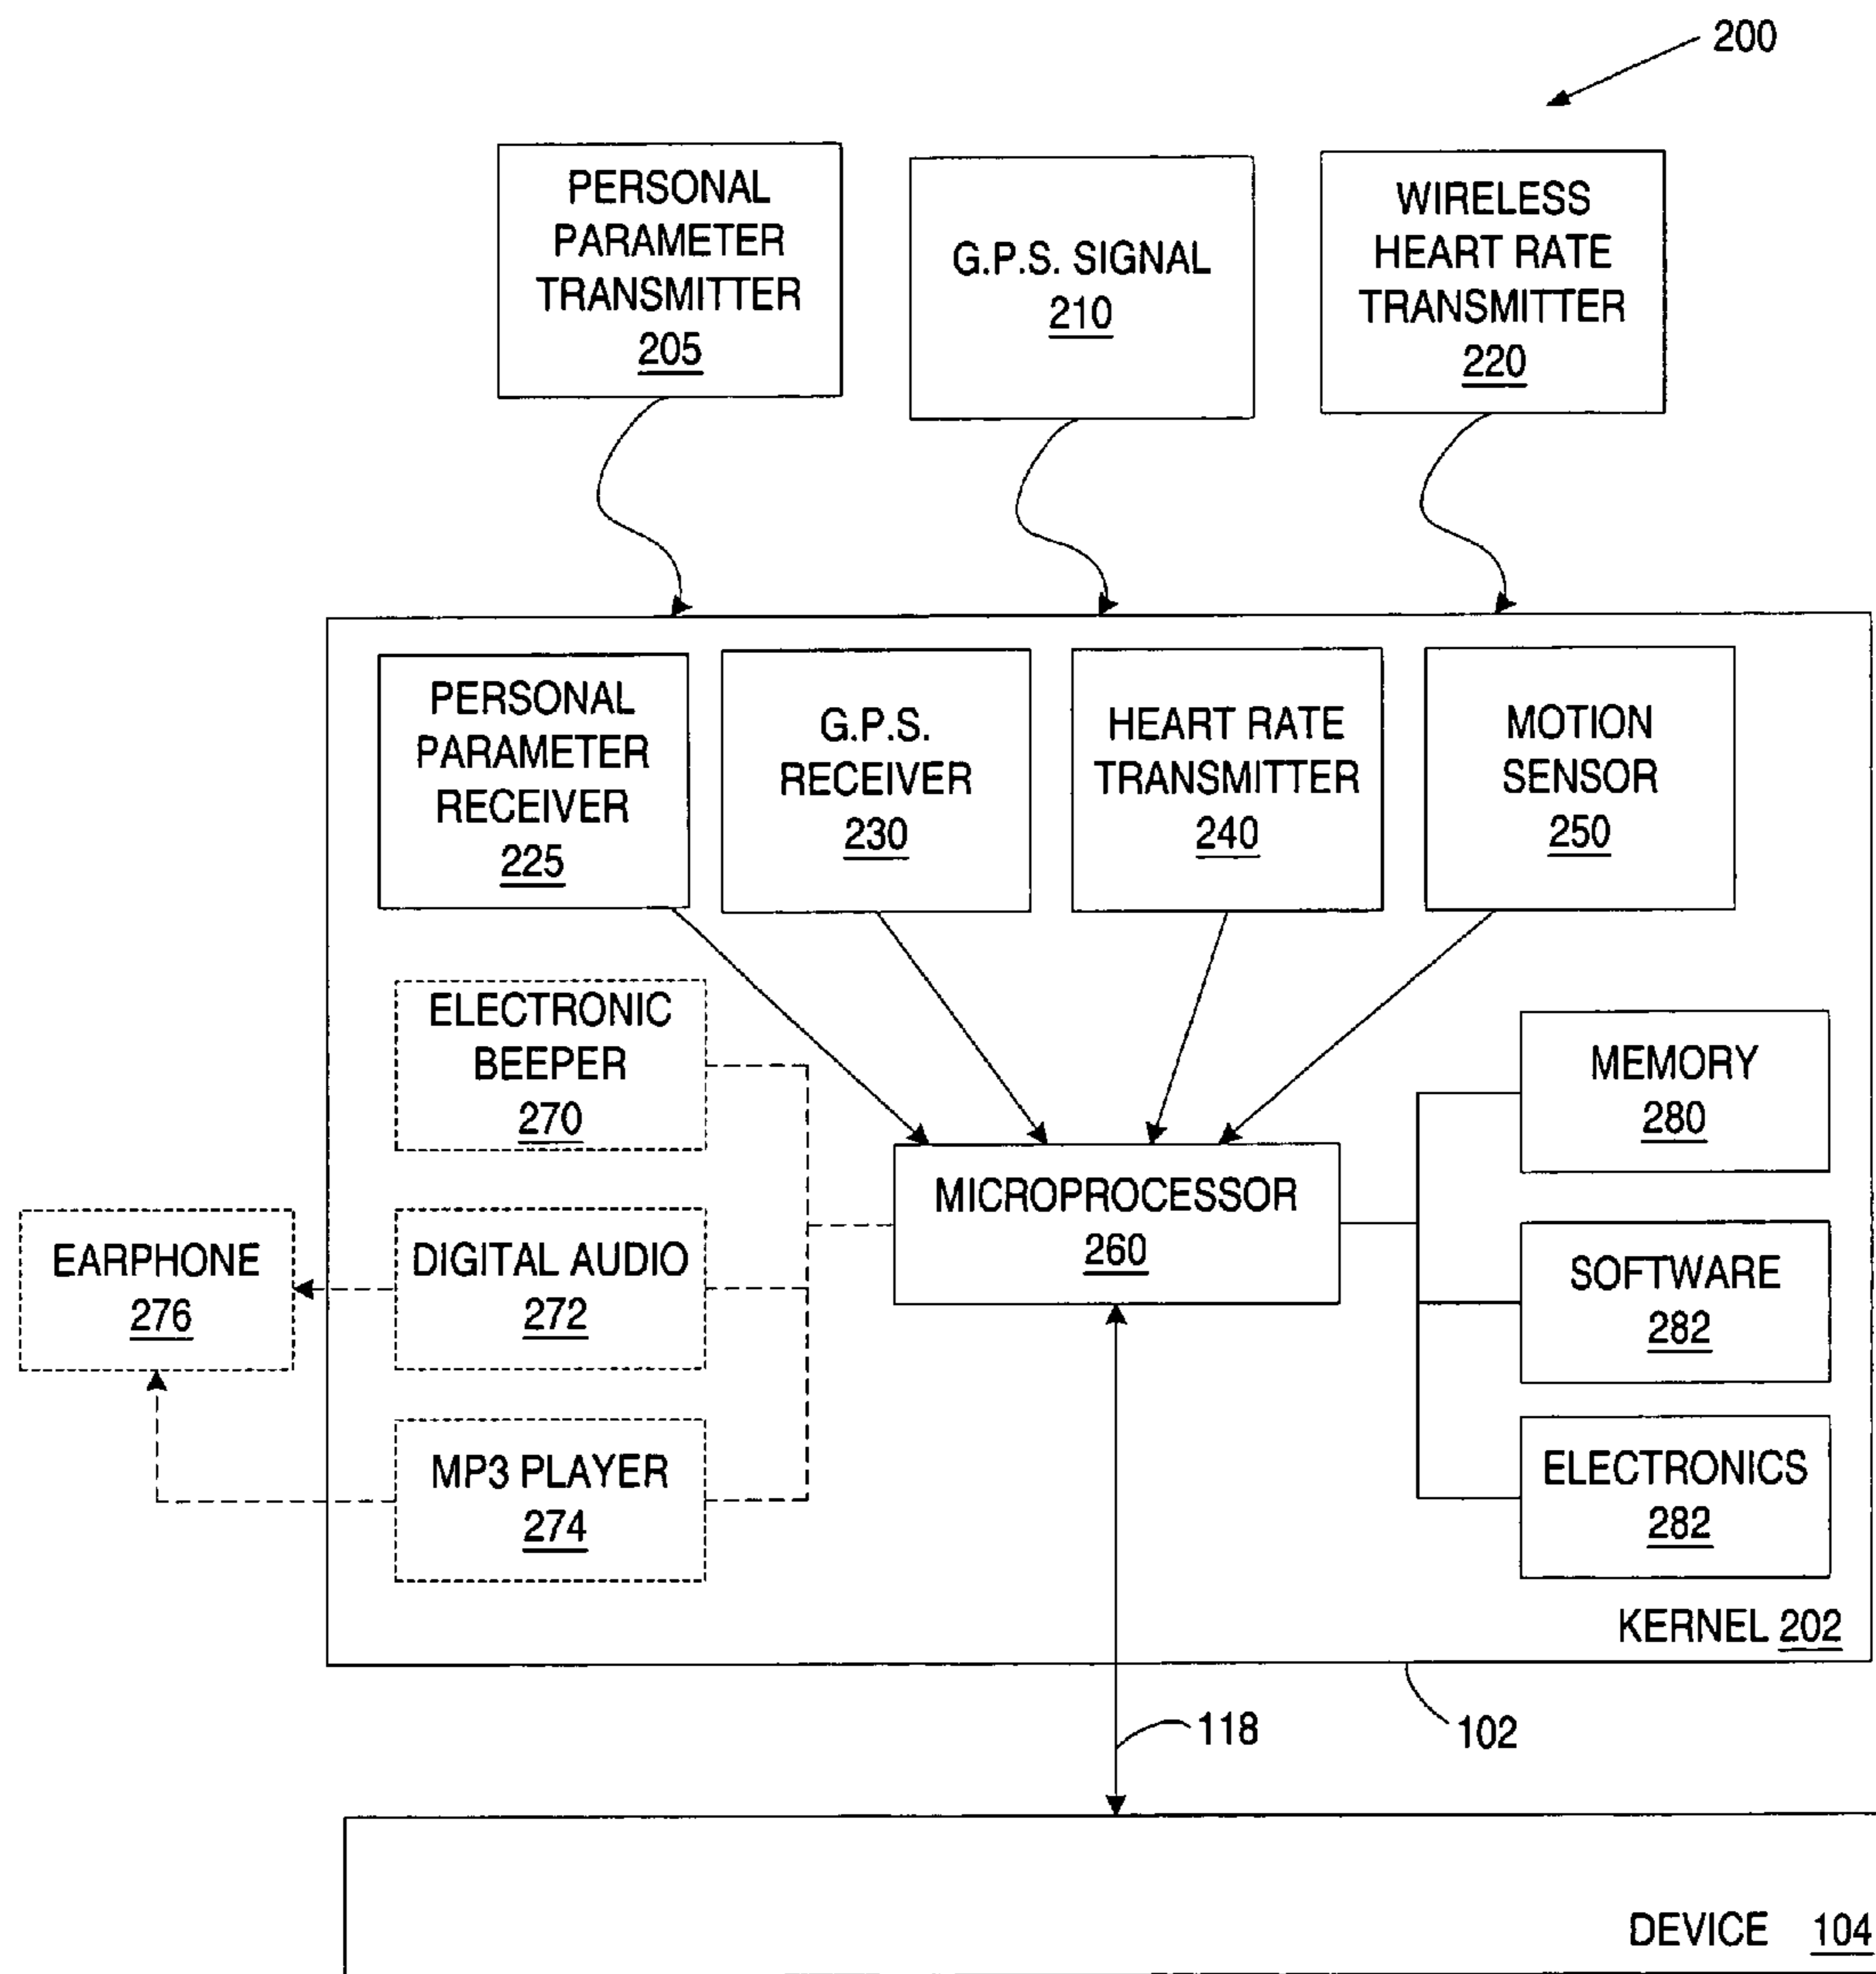 200
PERSONAL
PARAMETER
TRANSMITTER
205
G.P.S. SIGNAL
210
WIRELESS
HEART RATE
TRANSMITTER
220
PERSONAL
PARAMETER
RECEIVER
225
G.P.S.
RECEIVER
230
HEART RATE
TRANSMITTER
240
MOTION
SENSOR
250
ELECTRONIC
BEEPER
270
MICROPROCESSOR
260
MEMORY
280
EARPHONE
276
DIGITAL AUDIO
272
SOFTWARE
282
MP3 PLAYER
274
ELECTRONICS
282
KERNEL 202
118
102
DEVICE 104